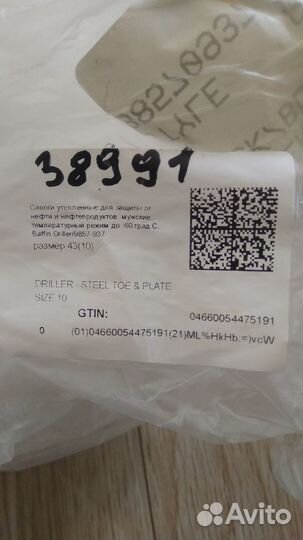 38991
Сапоги утепленные для защиты от
нефти и нефтепродуктов, мужские,
температурный режим до -60 град С,
Baffin Driller/9857-937
размер 43(10)
DRILLER - STEEL TOE & PLATE
SIZE 10
GTIN: 04660054475191
0 (01)04660054475191(21)ML%HkHb.=)vcW
Avito